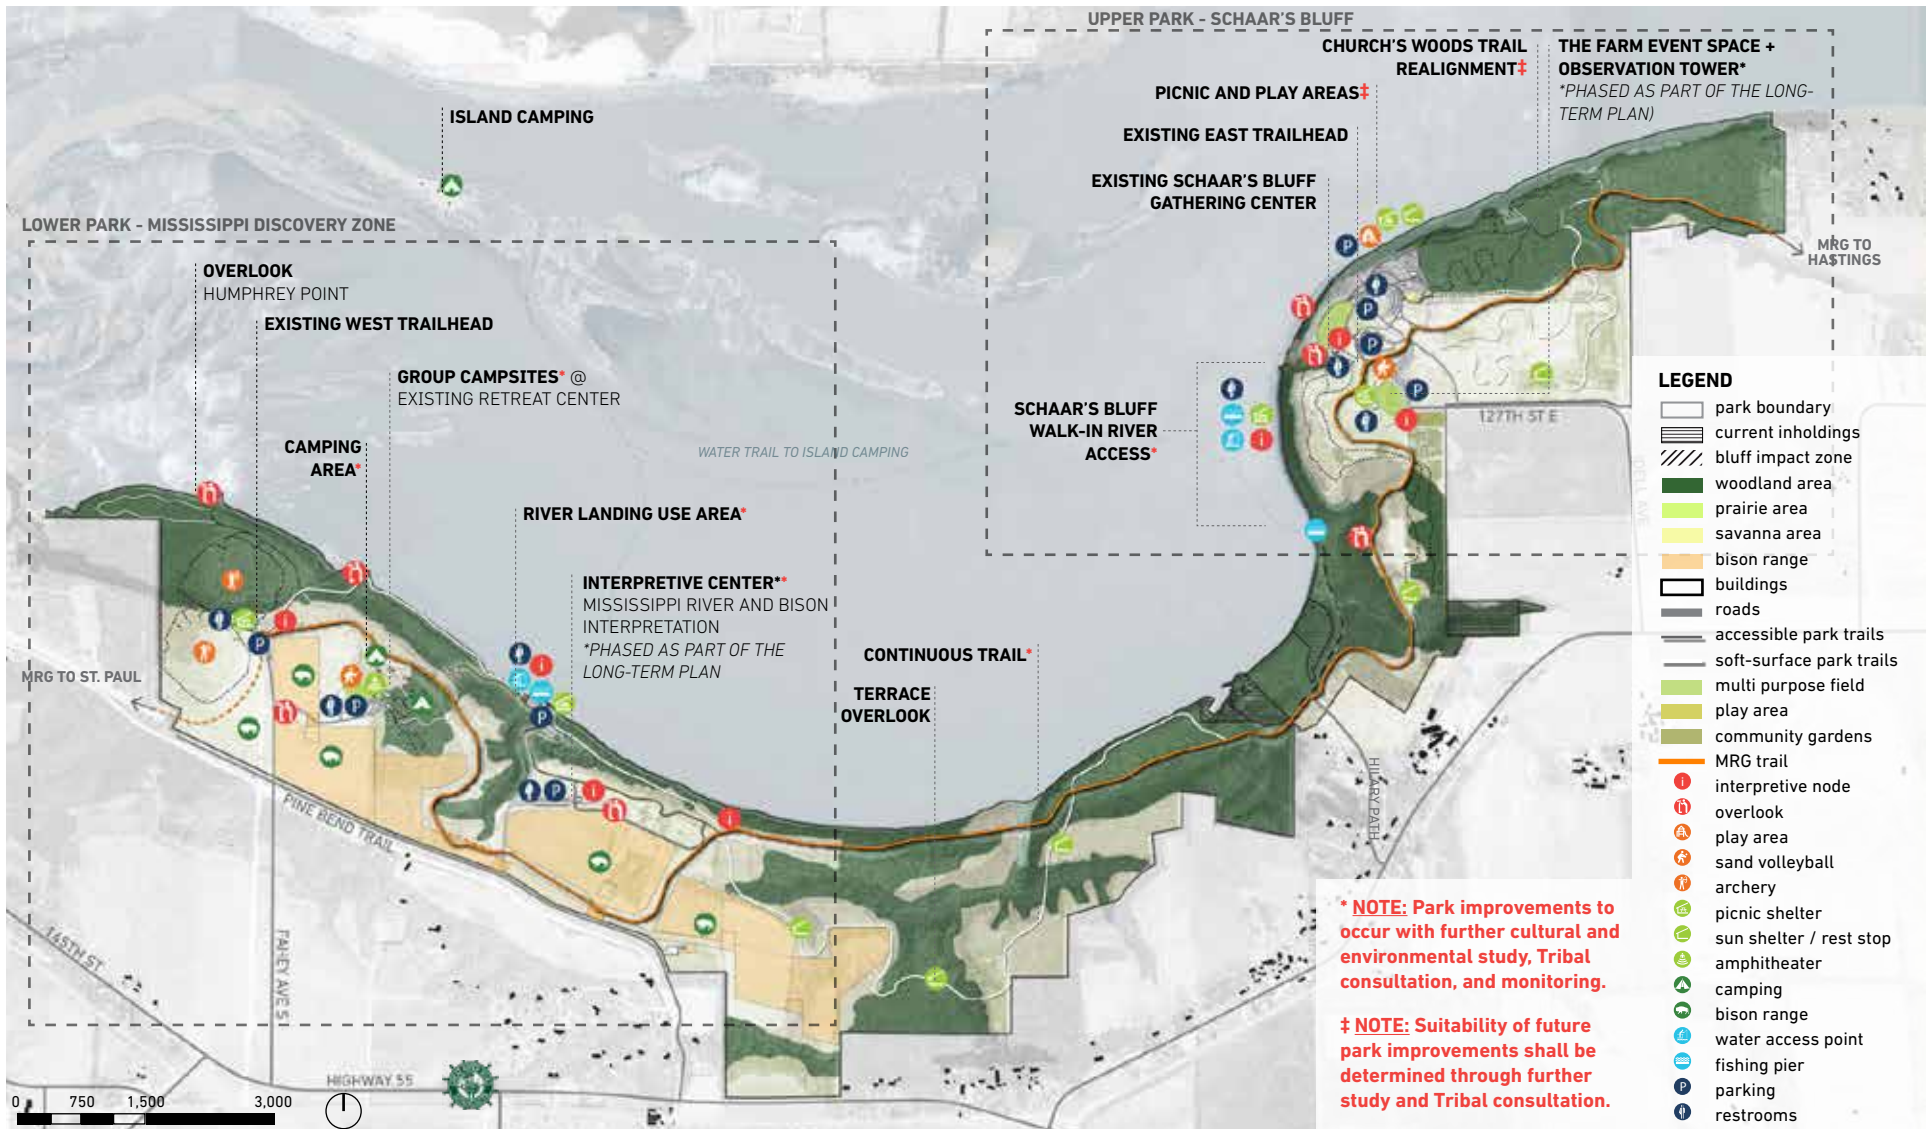 UPPER PARK - SCHAAR'S BLUFF
CHURCH'S WOODS TRAIL
REALIGNMENT‡
THE FARM EVENT SPACE +
OBSERVATION TOWER*
*PHASED AS PART OF THE LONG-
TERM PLAN)
PICNIC AND PLAY AREAS‡
EXISTING EAST TRAILHEAD
EXISTING SCHAAR'S BLUFF
GATHERING CENTER
ISLAND CAMPING
LOWER PARK - MISSISSIPPI DISCOVERY ZONE
OVERLOOK
HUMPHREY POINT
EXISTING WEST TRAILHEAD
GROUP CAMPSITES* @
EXISTING RETREAT CENTER
CAMPING
AREA*
WATER TRAIL TO ISLAND CAMPING
RIVER LANDING USE AREA*
INTERPRETIVE CENTER**
MISSISSIPPI RIVER AND BISON
INTERPRETATION
*PHASED AS PART OF THE
LONG-TERM PLAN
SCHAAR'S BLUFF
WALK-IN RIVER
ACCESS*
CONTINUOUS TRAIL*
TERRACE
OVERLOOK
MRG TO
HASTINGS
MRG TO ST. PAUL
127TH ST E
IDELL AVE
HILARY PATH
PINE BEND TRAIL
FAHEY AVE S
145TH ST
HIGHWAY 55
0 750 1,500 3,000
* NOTE: Park improvements to
occur with further cultural and
environmental study, Tribal
consultation, and monitoring.
‡ NOTE: Suitability of future
park improvements shall be
determined through further
study and Tribal consultation.
LEGEND
park boundary
current inholdings
bluff impact zone
woodland area
prairie area
savanna area
bison range
buildings
roads
accessible park trails
soft-surface park trails
multi purpose field
play area
community gardens
MRG trail
interpretive node
overlook
play area
sand volleyball
archery
picnic shelter
sun shelter / rest stop
amphitheater
camping
bison range
water access point
fishing pier
parking
restrooms